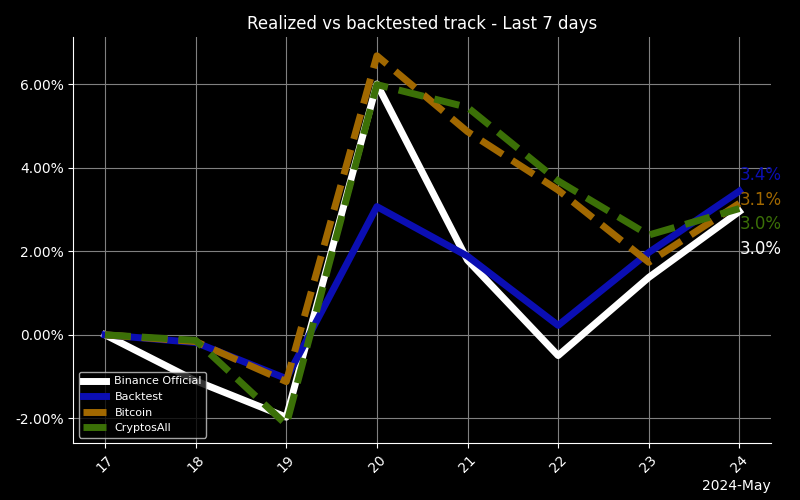 Realized vs backtested track - Last 7 days
6.00%
4.00%
2.00%
0.00%
-2.00%
3.4%
3.1%
3.0%
3.0%
Binance Official
Backtest
Bitcoin
CryptosAll
17 18 19 20 21 22 23 24
2024-May